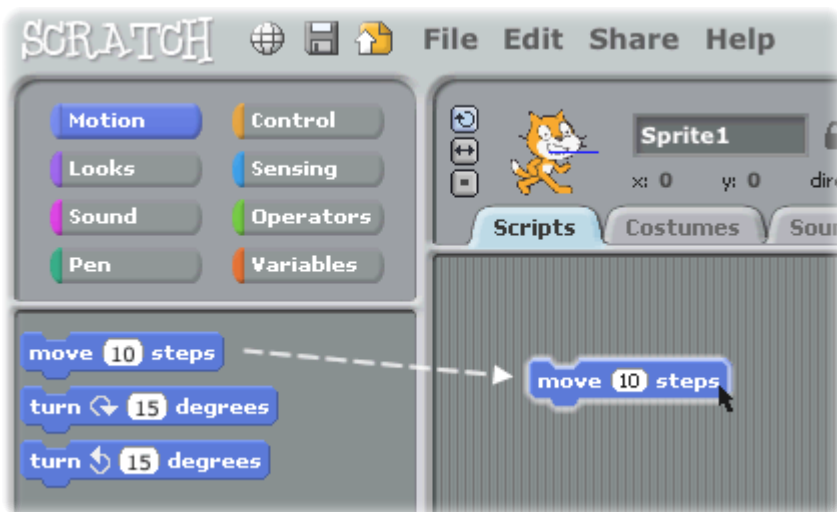 SCRATCH File Edit Share Help
Motion Control
Looks Sensing
Sound Operators
Pen Variables
Sprite1
x: 0 y: 0
Scripts Costumes
move 10 steps
turn 15 degrees
turn 15 degrees
move 10 steps